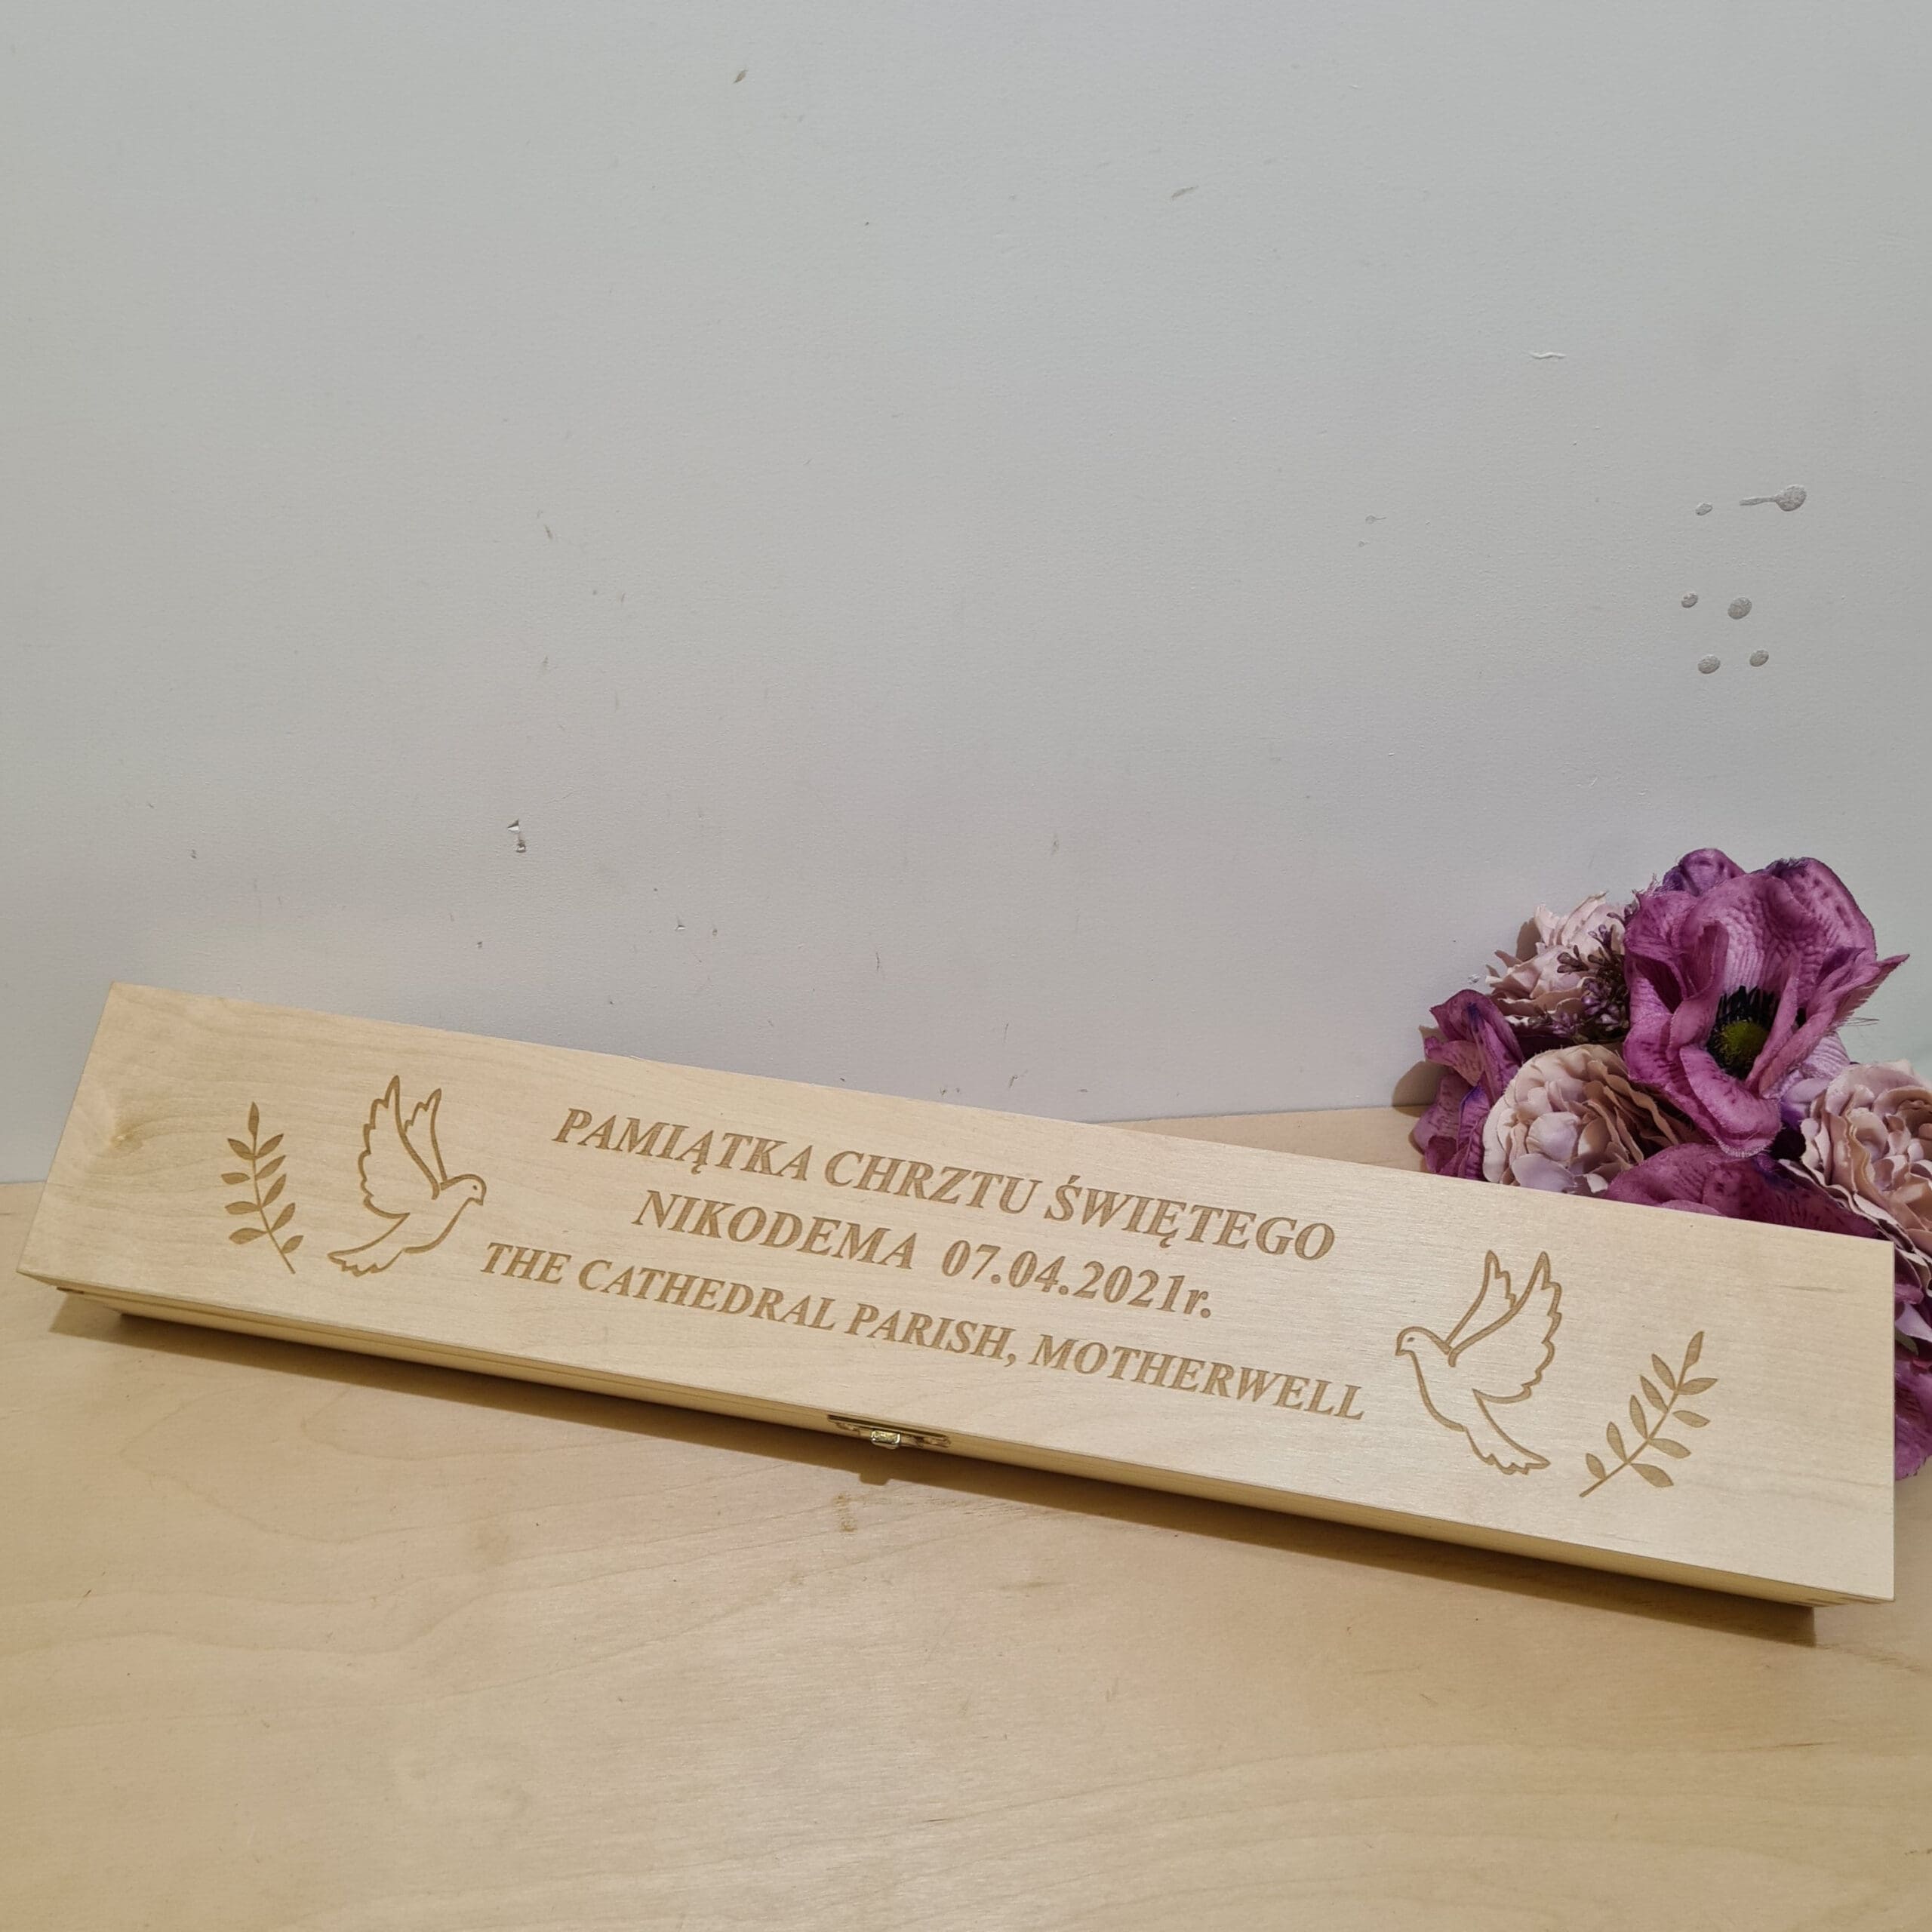 PAMIĄTKA CHRZTU ŚWIĘTEGO
NIKODEMA 07.04.2021r.
THE CATHEDRAL PARISH, MOTHERWELL